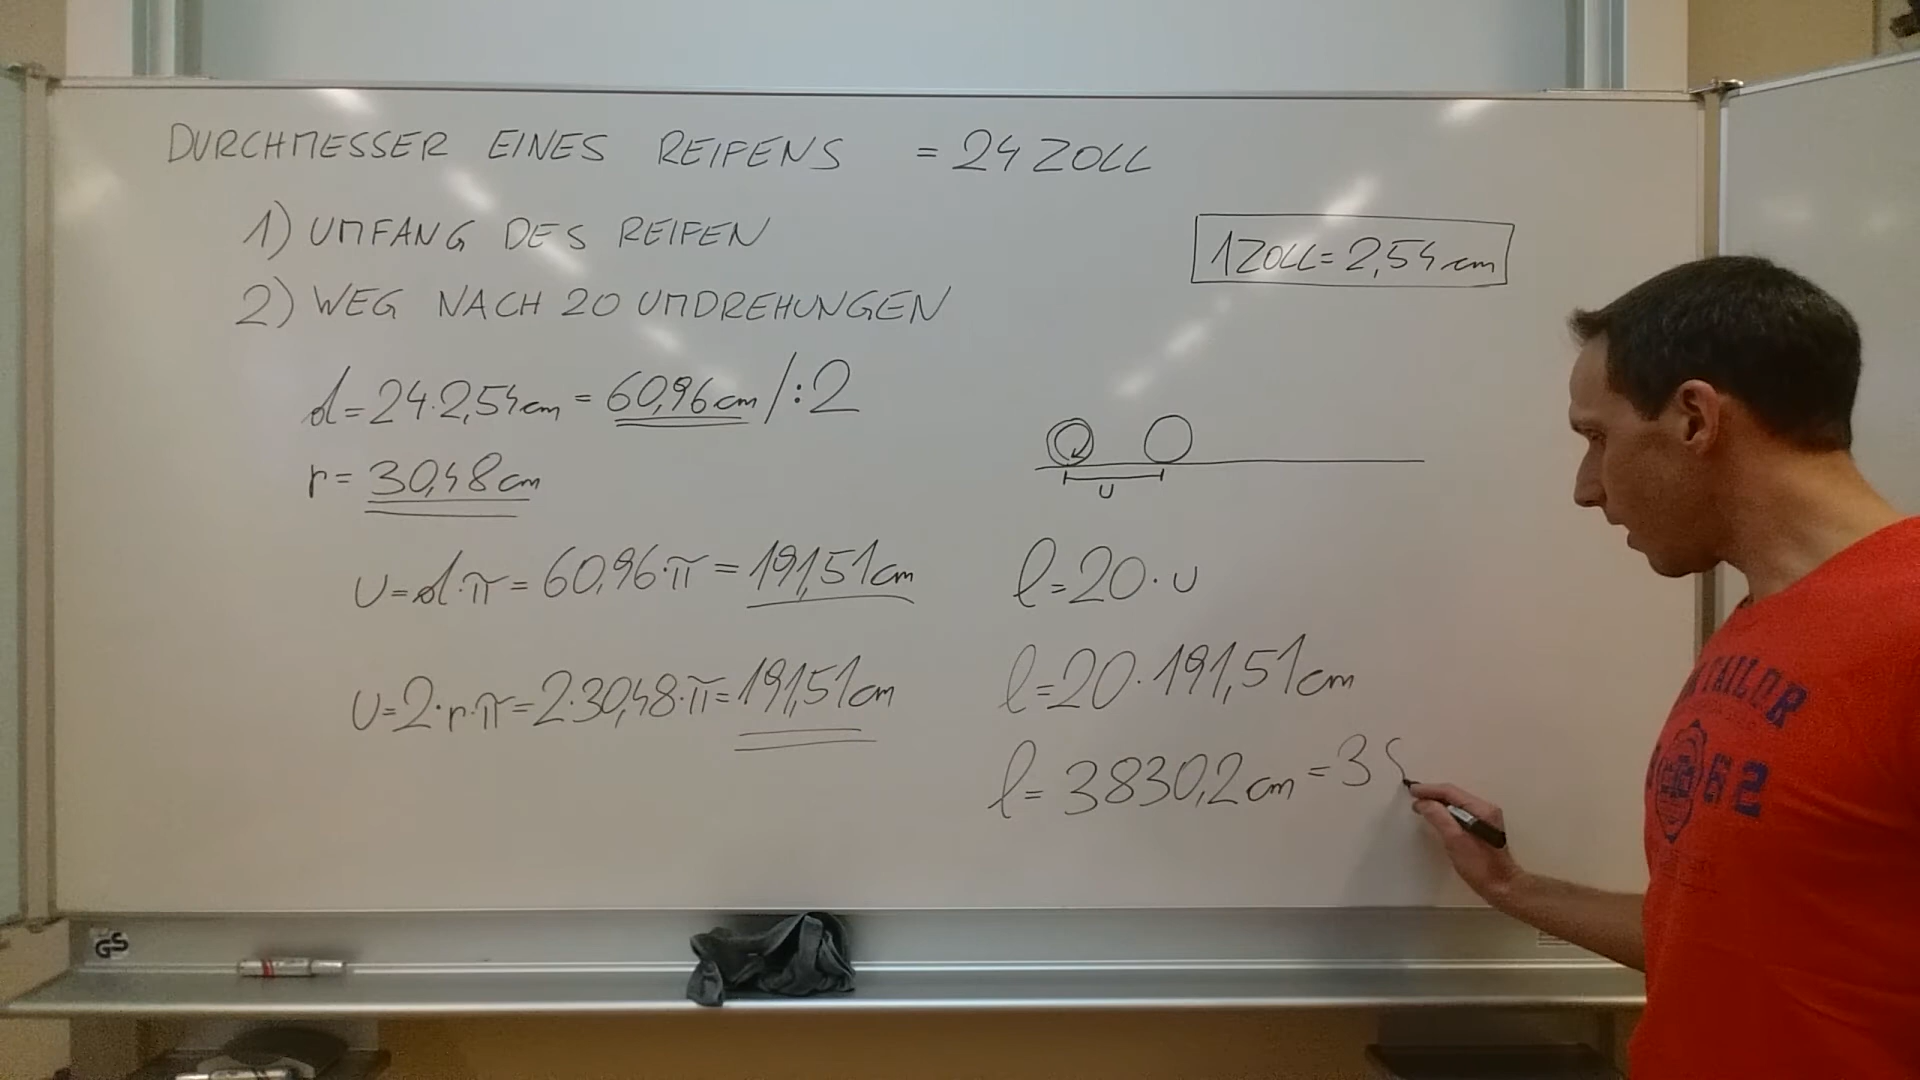 DURCHMESSER EINES REIFENS = 24 ZOLL
1) UMFANG DES REIFEN
1 ZOLL = 2,54 cm
2) WEG NACH 20 UMDREHUNGEN
d = 24 · 2,54 cm = 60,96 cm / : 2
r = 30,48 cm
u
u = d · π = 60,96 · π = 191,51 cm
u = 2 · r · π = 2 · 30,48 · π = 191,51 cm
l = 20 · u
l = 20 · 191,51 cm
l = 3830,2 cm = 3
GS
TAILOR
62